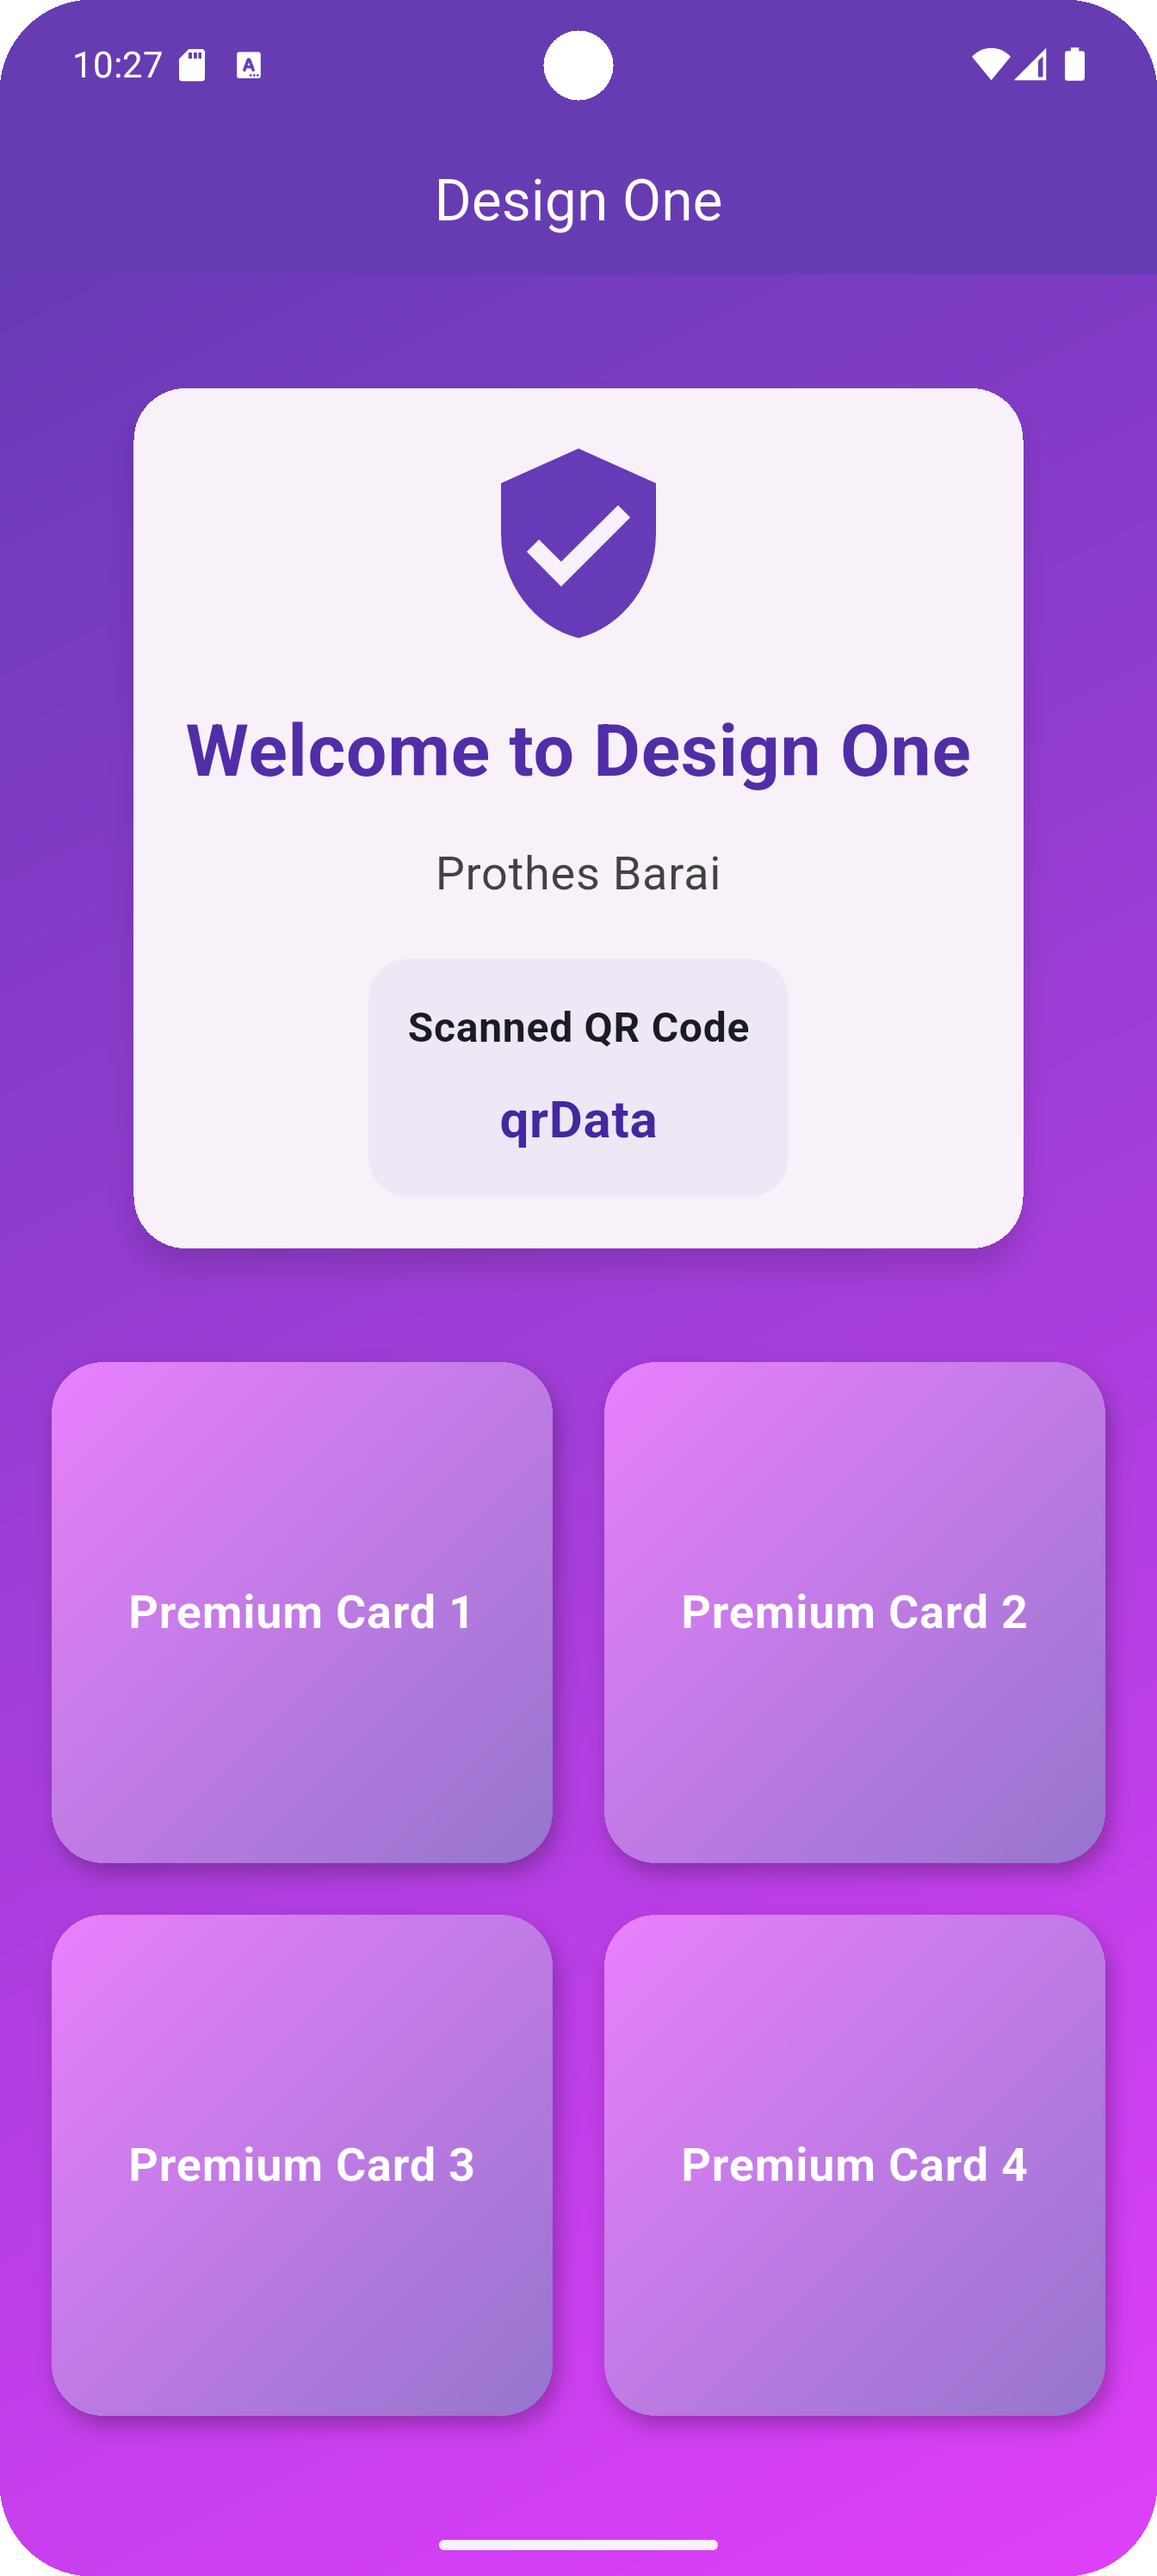 10:27
Design One
Welcome to Design One
Prothes Barai
Scanned QR Code
qrData
Premium Card 1
Premium Card 2
Premium Card 3
Premium Card 4